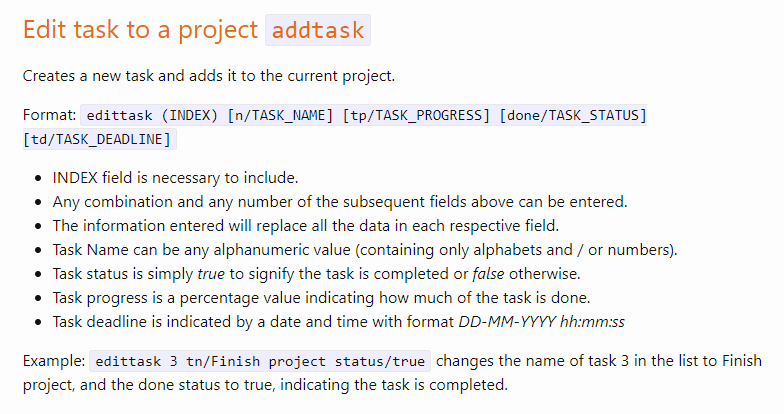 Edit task to a project addtask
Creates a new task and adds it to the current project.
Format: edittask (INDEX) [n/TASK_NAME] [tp/TASK_PROGRESS] [done/TASK_STATUS]
[td/TASK_DEADLINE]
• INDEX field is necessary to include.
• Any combination and any number of the subsequent fields above can be entered.
• The information entered will replace all the data in each respective field.
• Task Name can be any alphanumeric value (containing only alphabets and / or numbers).
• Task status is simply true to signify the task is completed or false otherwise.
• Task progress is a percentage value indicating how much of the task is done.
• Task deadline is indicated by a date and time with format DD-MM-YYYY hh:mm:ss
Example: edittask 3 tn/Finish project status/true changes the name of task 3 in the list to Finish
project, and the done status to true, indicating the task is completed.